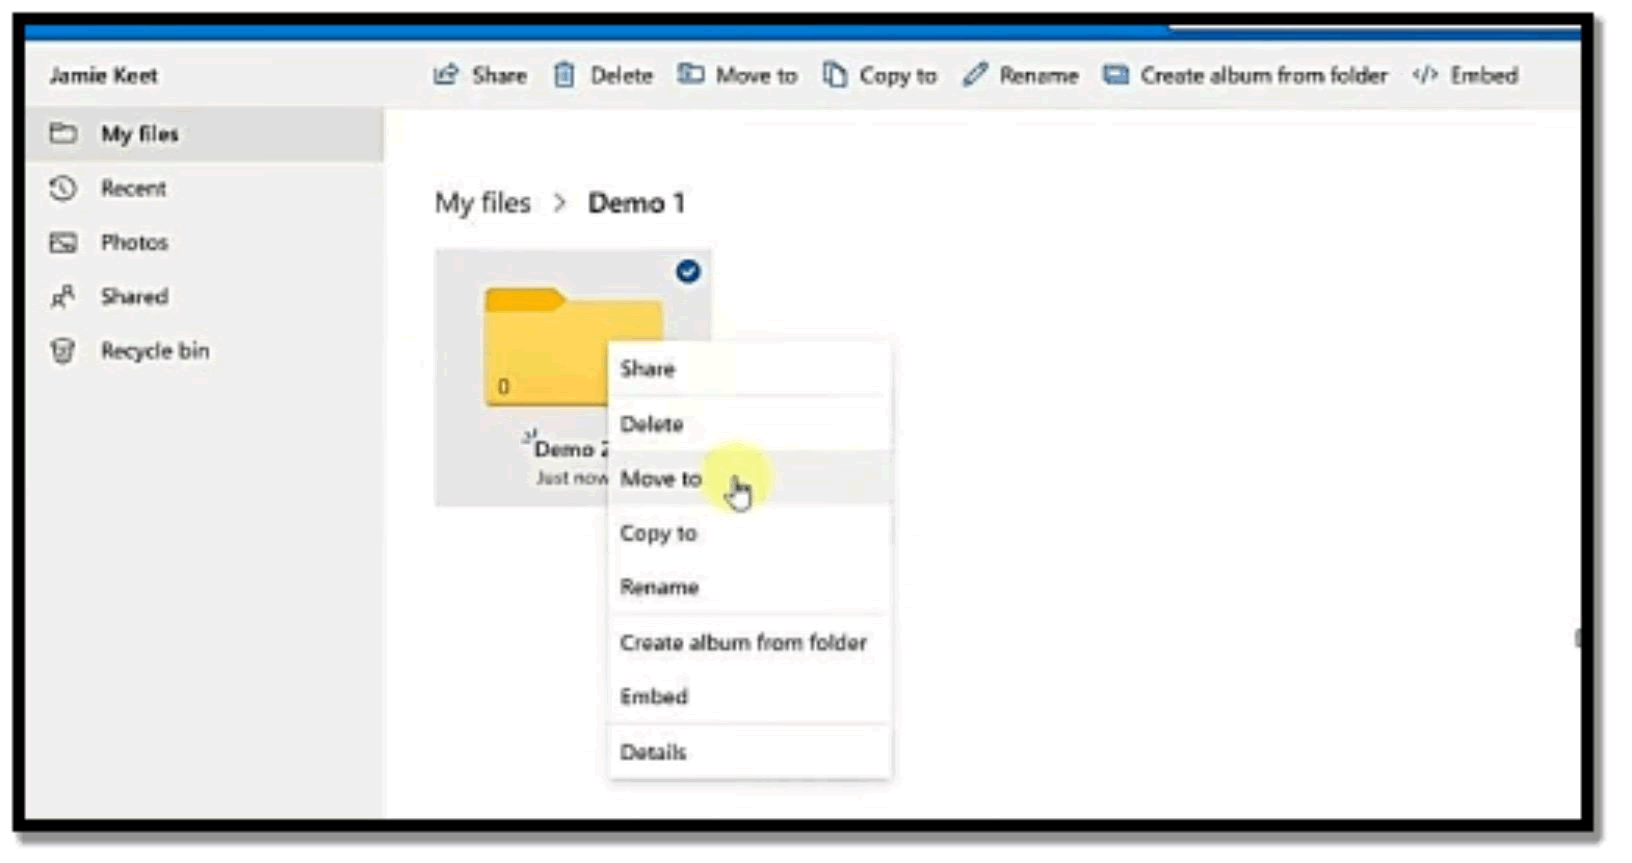 Jamie Keet
Share Delete Move to Copy to Rename Create album from folder Embed
My files
Recent
Photos
Shared
Recycle bin
My files > Demo 1
0
Demo 2
Just now
Share
Delete
Move to
Copy to
Rename
Create album from folder
Embed
Details